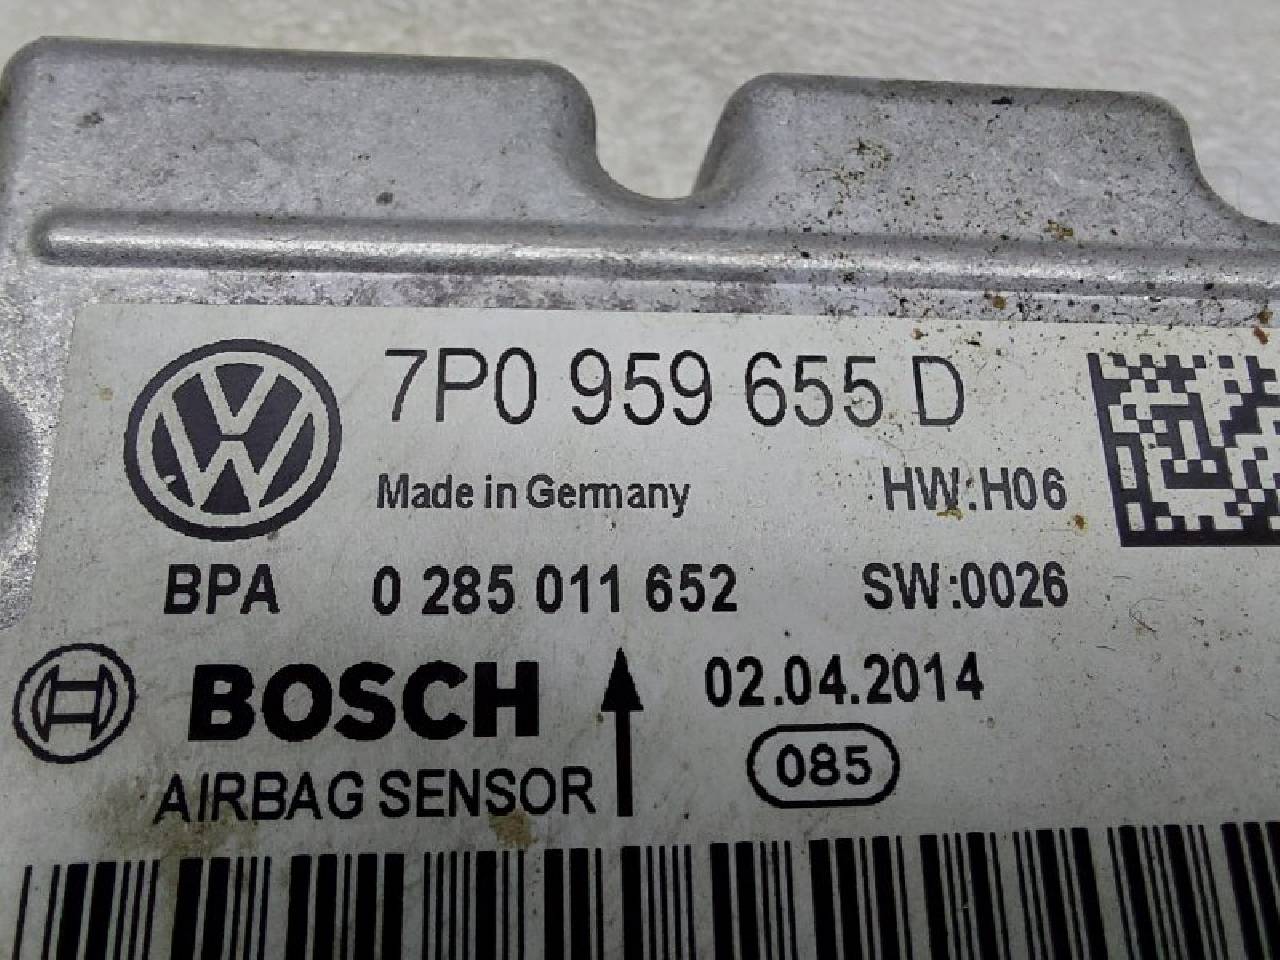 7P0 959 655 D
Made in Germany HW:H06
BPA 0 285 011 652 SW:0026
BOSCH 02.04.2014
085
AIRBAG SENSOR